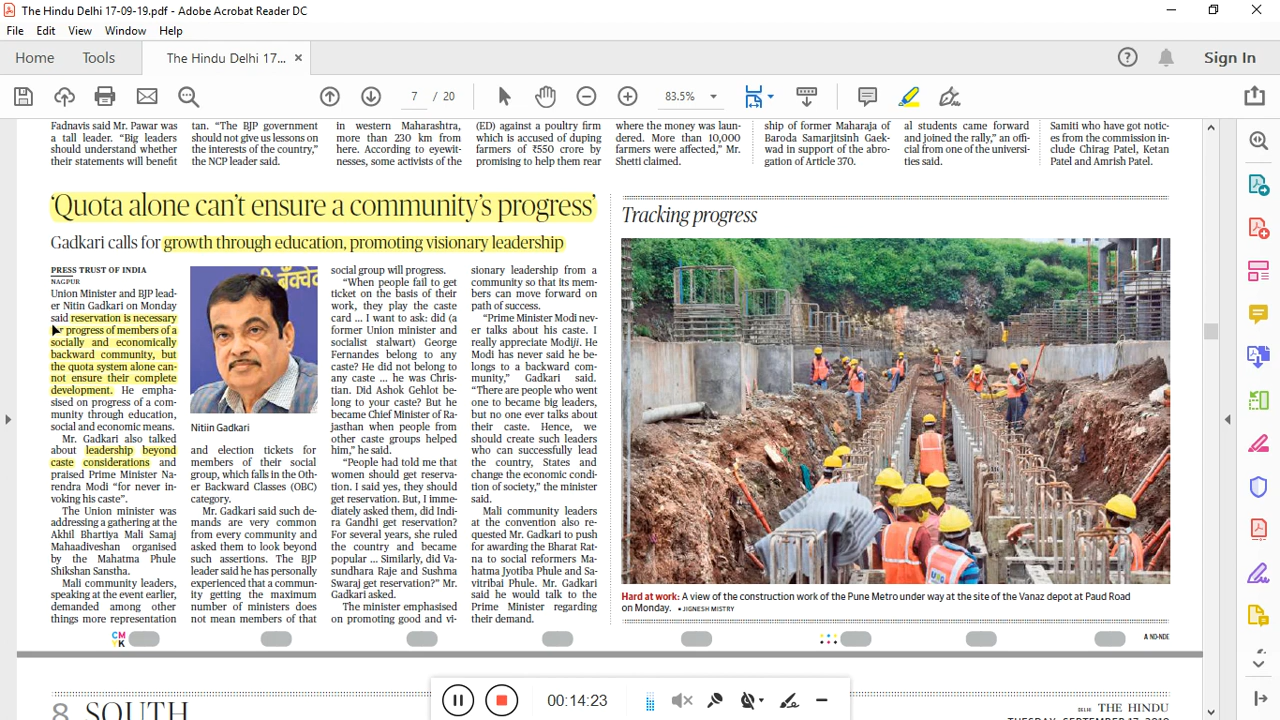 The Hindu Delhi 17-09-19.pdf - Adobe Acrobat Reader DC
File Edit View Window Help
Home Tools The Hindu Delhi 17... ×
Sign In
7 / 20
83.5%
Fadnavis said Mr. Pawar was
a tall leader. “Big leaders
should understand whether
their statements will benefit
tan. “The BJP government
should not give us lessons on
the interests of the country,”
the NCP leader said.
in western Maharashtra,
more than 230 km from
here. According to eyewit-
nesses, some activists of the
(ED) against a poultry firm
which is accused of duping
farmers of ₹550 crore by
promising to help them rear
where the money was laun-
dered. More than 10,000
farmers were affected,” Mr.
Shetti claimed.
ship of former Maharaja of
Baroda Samarjitsinh Gaek-
wad in support of the abro-
gation of Article 370.
al students came forward
and joined the rally,” an offi-
cial from one of the universi-
ties said.
Samiti who have got notic-
es from the commission in-
clude Chirag Patel, Ketan
Patel and Amrish Patel.
‘Quota alone can’t ensure a community’s progress’
Gadkari calls for growth through education, promoting visionary leadership
PRESS TRUST OF INDIA
NAGPUR
Union Minister and BJP lead-
er Nitin Gadkari on Monday
said reservation is necessary
r progress of members of a
socially and economically
backward community, but
the quota system alone can-
not ensure their complete
development. He empha-
sised on progress of a com-
munity through education,
social and economic means.
Mr. Gadkari also talked
about leadership beyond
caste considerations and
praised Prime Minister Na-
rendra Modi “for never in-
voking his caste”.
The Union minister was
addressing a gathering at the
Akhil Bhartiya Mali Samaj
Mahaadiveshan organised
by the Mahatma Phule
Shikshan Sanstha.
Mali community leaders,
speaking at the event earlier,
demanded among other
things more representation
Nitiin Gadkari
and election tickets for
members of their social
group, which falls in the Oth-
er Backward Classes (OBC)
category.
Mr. Gadkari said such de-
mands are very common
from every community and
asked them to look beyond
such assertions. The BJP
leader said he has personally
experienced that a commun-
ity getting the maximum
number of ministers does
not mean members of that
social group will progress.
“When people fail to get
ticket on the basis of their
work, they play the caste
card ... I want to ask: did (a
former Union minister and
socialist stalwart) George
Fernandes belong to any
caste? He did not belong to
any caste ... he was Chris-
tian. Did Ashok Gehlot be-
long to your caste? But he
became Chief Minister of Ra-
jasthan when people from
other caste groups helped
him,” he said.
“People had told me that
women should get reserva-
tion. I said yes, they should
get reservation. But, I imme-
diately asked them, did Indi-
ra Gandhi get reservation?
For several years, she ruled
the country and became
popular ... Similarly, did Va-
sundhara Raje and Sushma
Swaraj get reservation?” Mr.
Gadkari asked.
The minister emphasised
on promoting good and vi-
sionary leadership from a
community so that its mem-
bers can move forward on
path of success.
“Prime Minister Modi nev-
er talks about his caste. I
really appreciate Modiji. He
Modi has never said he be-
longs to a backward com-
munity,” Gadkari said.
“There are people who went
one to became big leaders,
but no one ever talks about
their caste. Hence, we
should create such leaders
who can successfully lead
the country, States and
change the economic condi-
tion of society,” the minister
said.
Mali community leaders
at the convention also re-
quested Mr. Gadkari to push
for awarding the Bharat Rat-
na to social reformers Ma-
hatma Jyotiba Phule and Sa-
vitribai Phule. Mr. Gadkari
said he would talk to the
Prime Minister regarding
their demand.
Tracking progress
Hard at work: A view of the construction work of the Pune Metro under way at the site of the Vanaz depot at Paud Road
on Monday. • JIGNESH MISTRY
CM
YK
A ND-NDE
8 SOUTH
DELHI THE HINDU
TUESDAY, SEPTEMBER 17, 2019
00:14:23